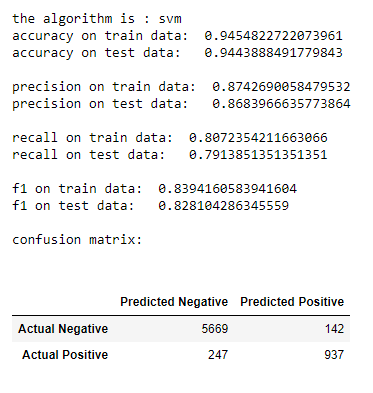 the algorithm is : svm
accuracy on train data:  0.9454822722073961
accuracy on test data:   0.9443888491779843
precision on train data:  0.8742690058479532
precision on test data:   0.8683966635773864
recall on train data:  0.8072354211663066
recall on test data:   0.7913851351351351
f1 on train data:  0.8394160583941604
f1 on test data:   0.828104286345559
confusion matrix:
Predicted Negative Predicted Positive
Actual Negative 5669 142
Actual Positive 247 937